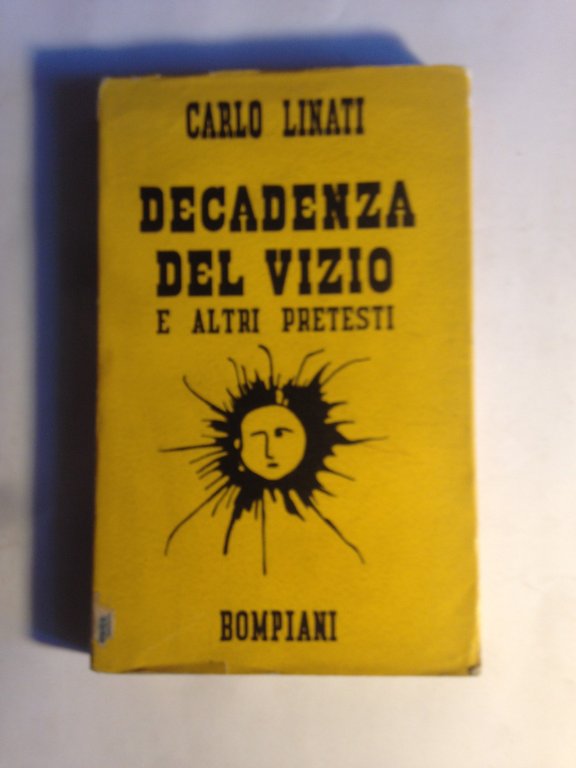 CARLO LINATI
DECADENZA
DEL VIZIO
E ALTRI PRETESTI
BOMPIANI